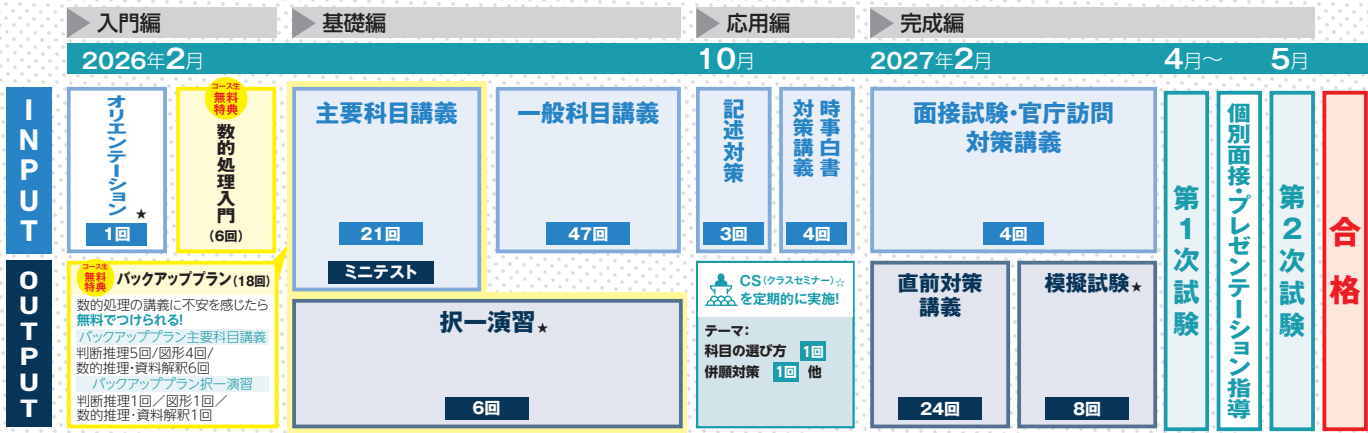 入門編
基礎編
応用編
完成編
2026年2月
10月
2027年2月
4月～
5月
INPUT
オリエンテーション★
1回
コース生
無料
特典
数的処理入門
(6回)
主要科目講義
21回
ミニテスト
一般科目講義
47回
記述対策
3回
時事白書
対策講義
4回
面接試験・官庁訪問
対策講義
4回
第1次試験
個別面接・プレゼンテーション指導
第2次試験
合格
OUTPUT
コース生
無料
特典
バックアッププラン(18回)
数的処理の講義に不安を感じたら
無料でつけられる!
バックアッププラン主要科目講義
判断推理5回/図形4回/
数的推理・資料解釈6回
バックアッププラン択一演習
判断推理1回／図形1回／
数的推理・資料解釈1回
択一演習★
6回
CS(クラスセミナー)☆
を定期的に実施!
テーマ：
科目の選び方 1回
併願対策 1回 他
直前対策
講義
24回
模擬試験★
8回